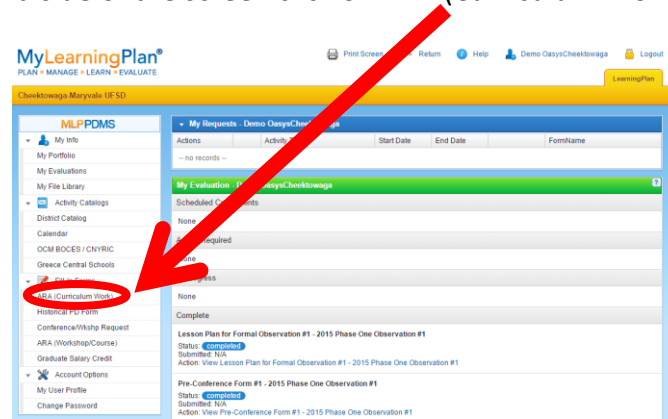 MyLearningPlan®
PLAN • MANAGE • LEARN • EVALUATE
Print Screen Return Help Demo OasysCheektowaga Logout
LearningPlan
Cheektowaga-Maryvale UFSD
MLPPDMS
My Info
My Portfolio
My Evaluations
My File Library
Activity Catalogs
District Catalog
Calendar
OCM BOCES / CNYRIC
Greece Central Schools
ARA (Curriculum Work)
Historical PD Form
Conference/Wkshp Request
ARA (Workshop/Course)
Graduate Salary Credit
Account Options
My User Profile
Change Password
My Requests - Demo OasysCheektowaga
Actions Activity Start Date End Date FormName
-- no records --
My Evaluation
?
Scheduled
None
None
Complete
Lesson Plan for Formal Observation #1 - 2015 Phase One Observation #1
Status: completed
Submitted: N/A
Action: View Lesson Plan for Formal Observation #1 - 2015 Phase One Observation #1
Pre-Conference Form #1 - 2015 Phase One Observation #1
Status: completed
Submitted: N/A
Action: View Pre-Conference Form #1 - 2015 Phase One Observation #1